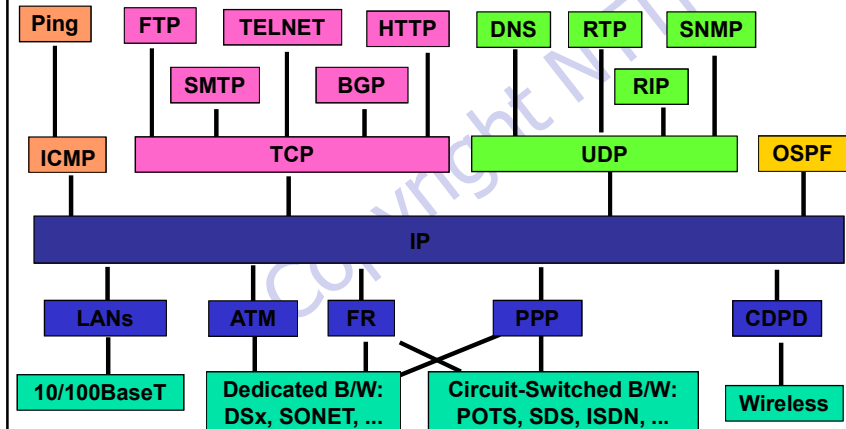 Ping
FTP
TELNET
HTTP
DNS
RTP
SNMP
SMTP
BGP
RIP
ICMP
TCP
UDP
OSPF
IP
LANs
ATM
FR
PPP
CDPD
10/100BaseT
Dedicated B/W:
DSx, SONET, ...
Circuit-Switched B/W:
POTS, SDS, ISDN, ...
Wireless
Copyright